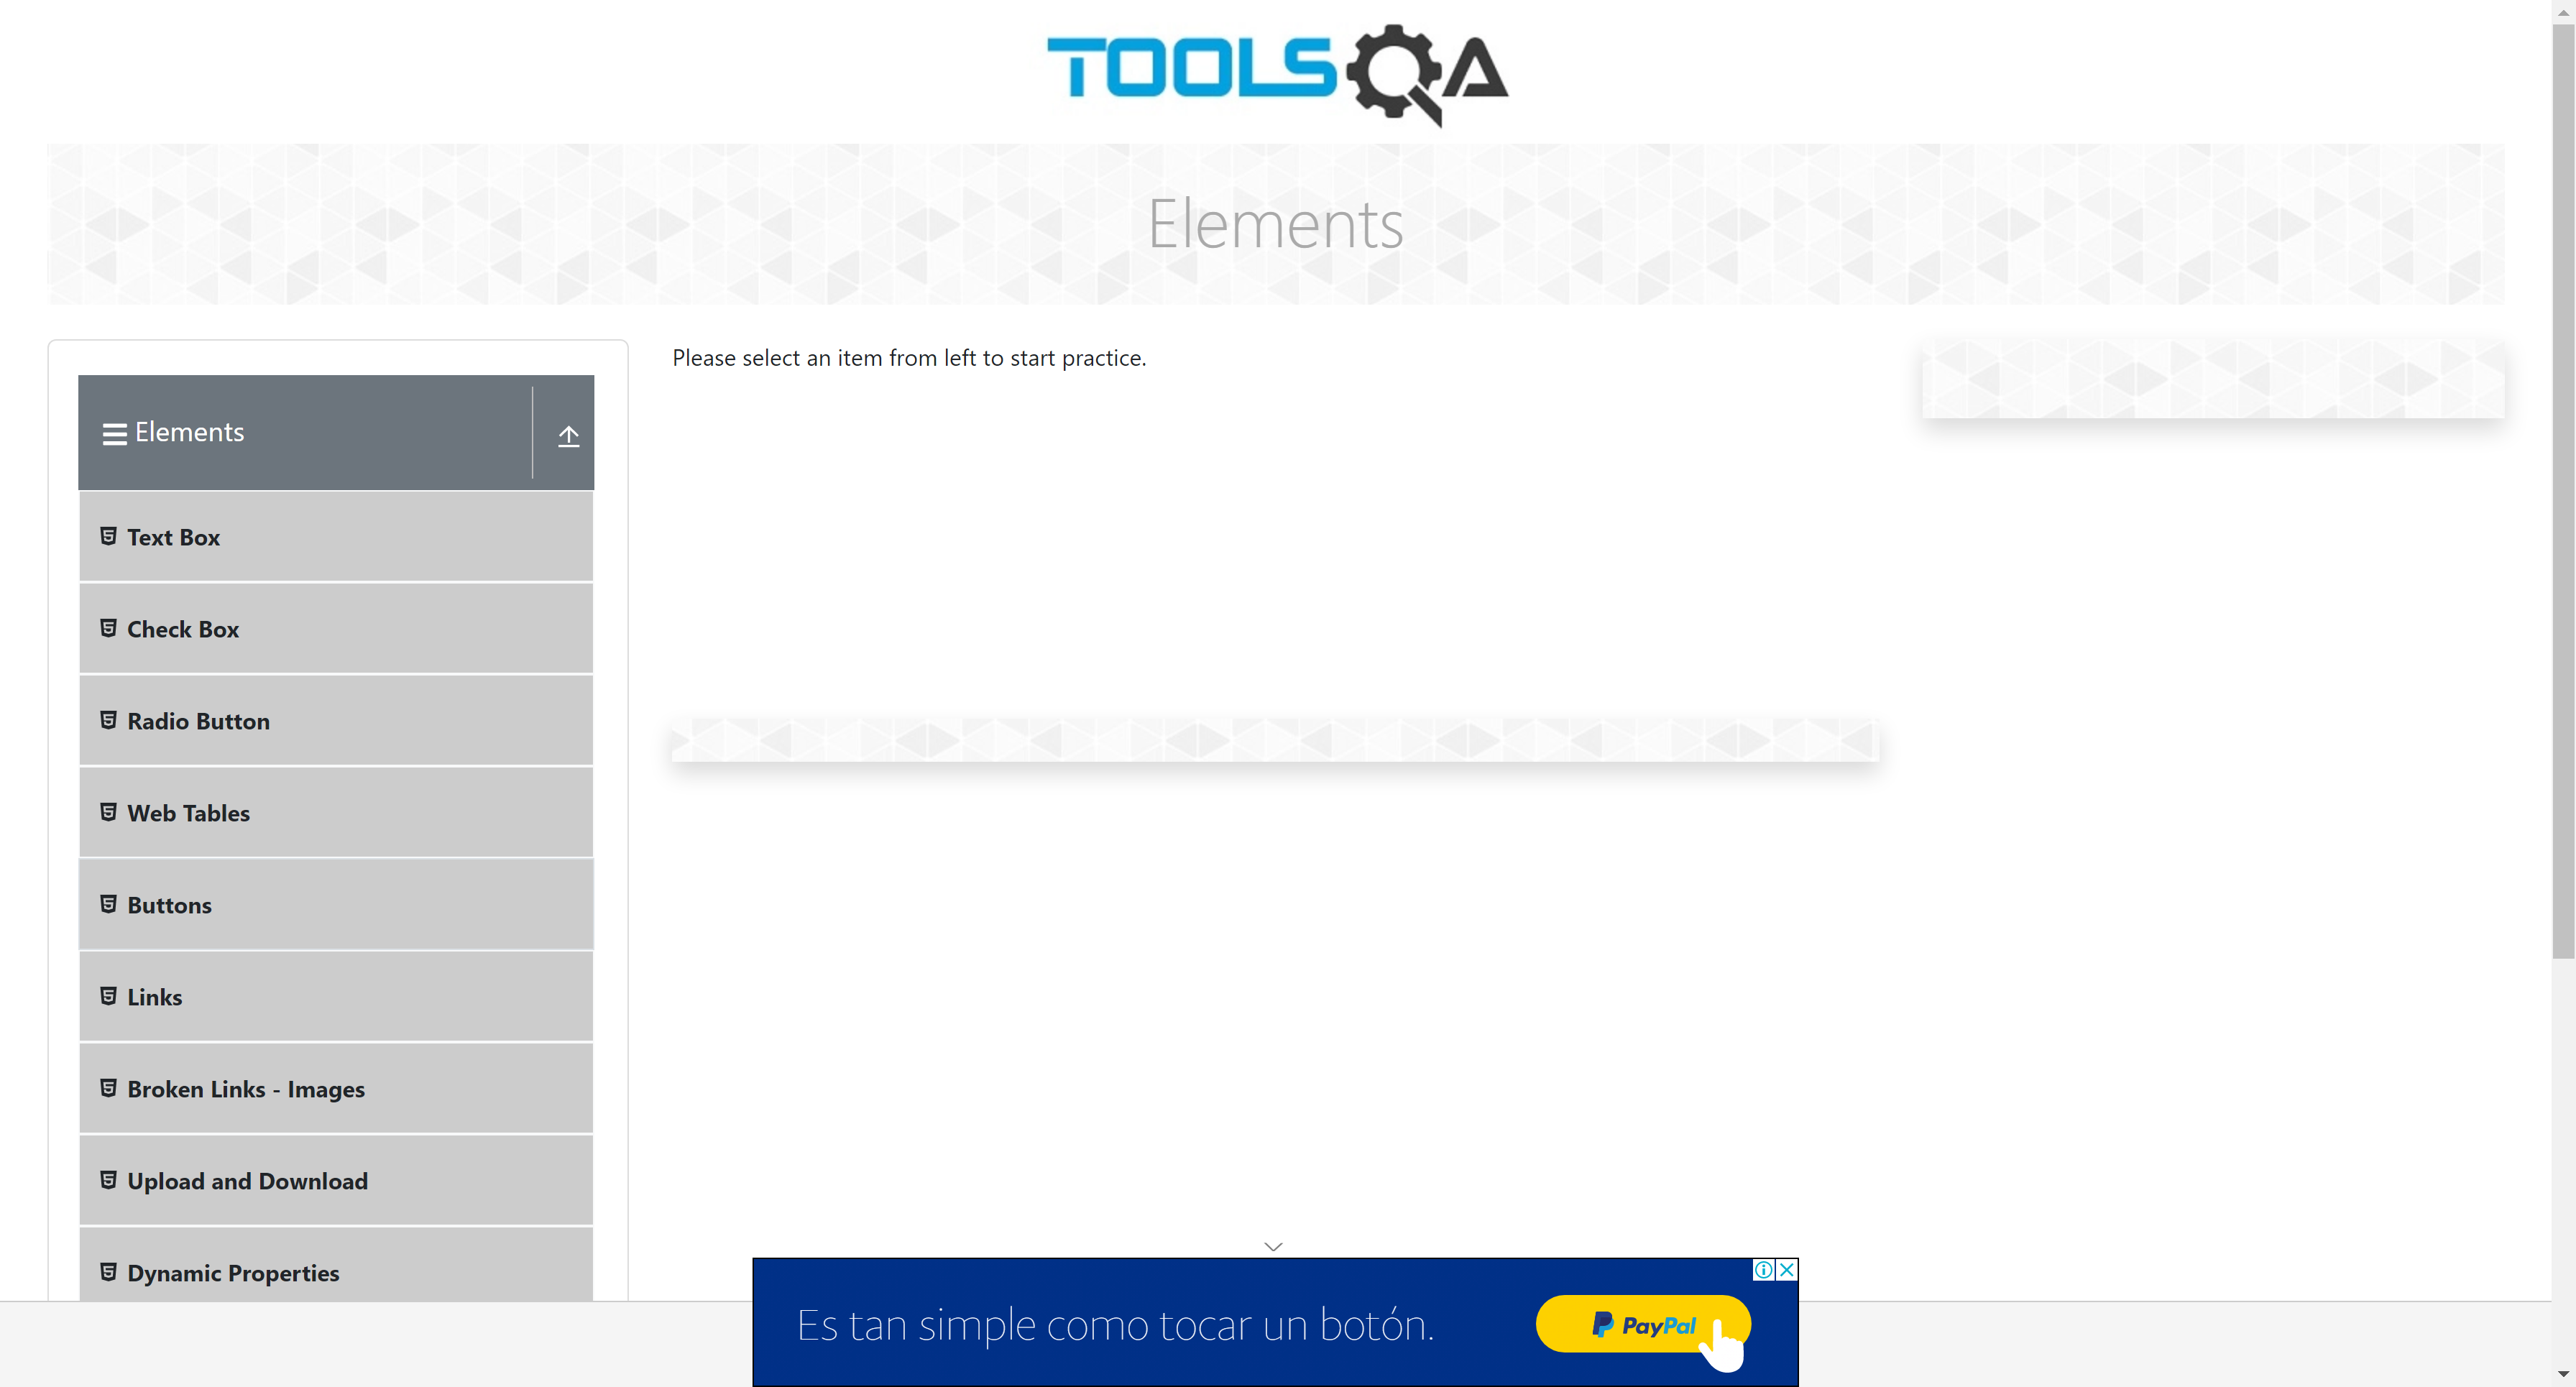 TOOLSQA
Elements
Please select an item from left to start practice.
Elements
Text Box
Check Box
Radio Button
Web Tables
Buttons
Links
Broken Links - Images
Upload and Download
Dynamic Properties
Es tan simple como tocar un botón.
PayPal